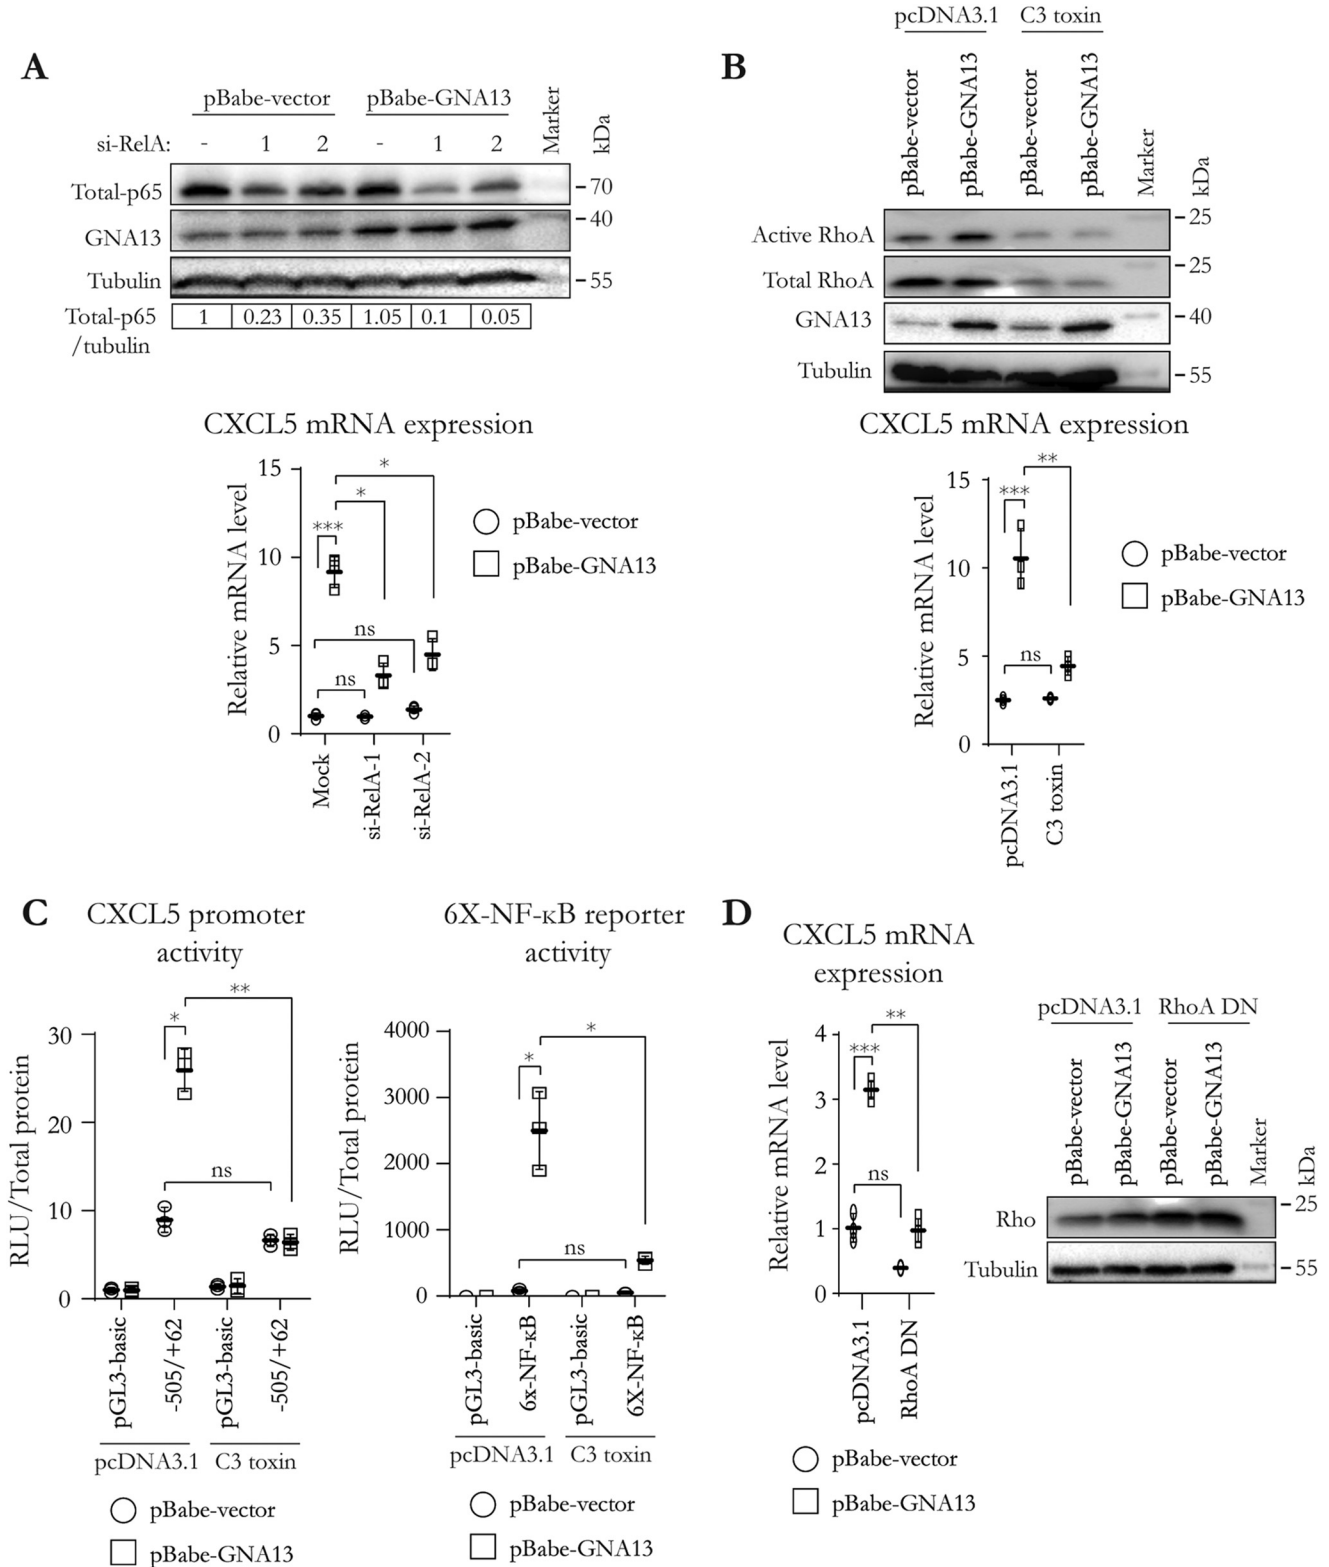 A
pBabe-vector pBabe-GNA13
Marker
kDa
si-RelA: - 1 2 - 1 2
Total-p65
-70
GNA13
-40
Tubulin
-55
Total-p65
/tubulin
1 0.23 0.35 1.05 0.1 0.05
CXCL5 mRNA expression
Relative mRNA level
15
10
5
0
***
*
*
ns
ns
Mock
si-RelA-1
si-RelA-2
pBabe-vector
pBabe-GNA13
B
pcDNA3.1 C3 toxin
pBabe-vector
pBabe-GNA13
pBabe-vector
pBabe-GNA13
Marker
kDa
Active RhoA
-25
Total RhoA
-25
GNA13
-40
Tubulin
-55
CXCL5 mRNA expression
Relative mRNA level
15
10
5
0
***
**
ns
pcDNA3.1
C3 toxin
pBabe-vector
pBabe-GNA13
C
CXCL5 promoter
activity
RLU/Total protein
30
20
10
0
*
**
ns
pGL3-basic
-505/+62
pGL3-basic
-505/+62
pcDNA3.1 C3 toxin
pBabe-vector
pBabe-GNA13
6X-NF-κB reporter
activity
RLU/Total protein
4000
3000
2000
1000
0
*
*
ns
pGL3-basic
6x-NF-κB
pGL3-basic
6X-NF-κB
pcDNA3.1 C3 toxin
pBabe-vector
pBabe-GNA13
D
CXCL5 mRNA
expression
Relative mRNA level
4
3
2
1
0
***
**
ns
pcDNA3.1
RhoA DN
pBabe-vector
pBabe-GNA13
pcDNA3.1 RhoA DN
pBabe-vector
pBabe-GNA13
pBabe-vector
pBabe-GNA13
Marker
kDa
Rho
-25
Tubulin
-55